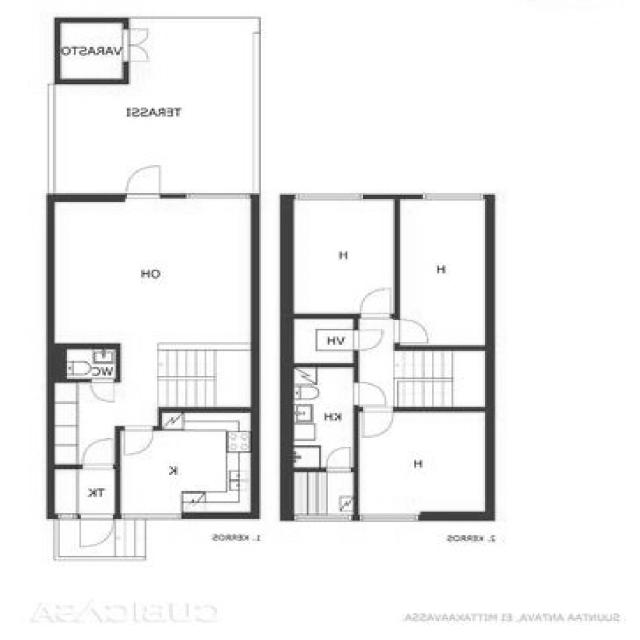 VARASTO
TERASSI
OH
H
H
VH
WC
KH
K
H
TK
1. KERROS
2. KERROS
CUBICASA
SUUNTAA ANTAVA, EI MITTAKAAVASSA.